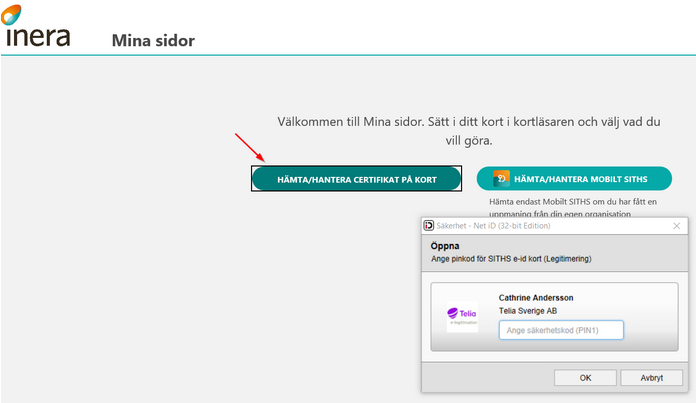 inera
Mina sidor
Välkommen till Mina sidor. Sätt i ditt kort i kortläsaren och välj vad du
vill göra.
HÄMTA/HANTERA CERTIFIKAT PÅ KORT
HÄMTA/HANTERA MOBILT SITHS
Hämta endast Mobilt SITHS om du har fått en
uppmaning från din egen organisation
Säkerhet - Net iD (32-bit Edition)
Öppna
Ange pinkod för SITHS e-id kort (Legitimering)
Cathrine Andersson
Telia Sverige AB
Telia
e-legitimation
Ange säkerhetskod (PIN1)
OK
Avbryt